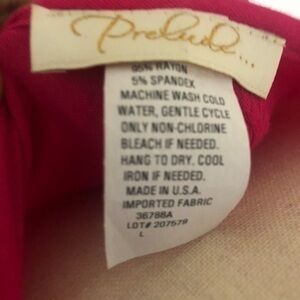 Prelude...
95% RAYON
5% SPANDEX
MACHINE WASH COLD
WATER, GENTLE CYCLE
ONLY NON-CHLORINE
BLEACH IF NEEDED.
HANG TO DRY. COOL
IRON IF NEEDED.
MADE IN U.S.A.
IMPORTED FABRIC
36788A
LOT# 207579
L